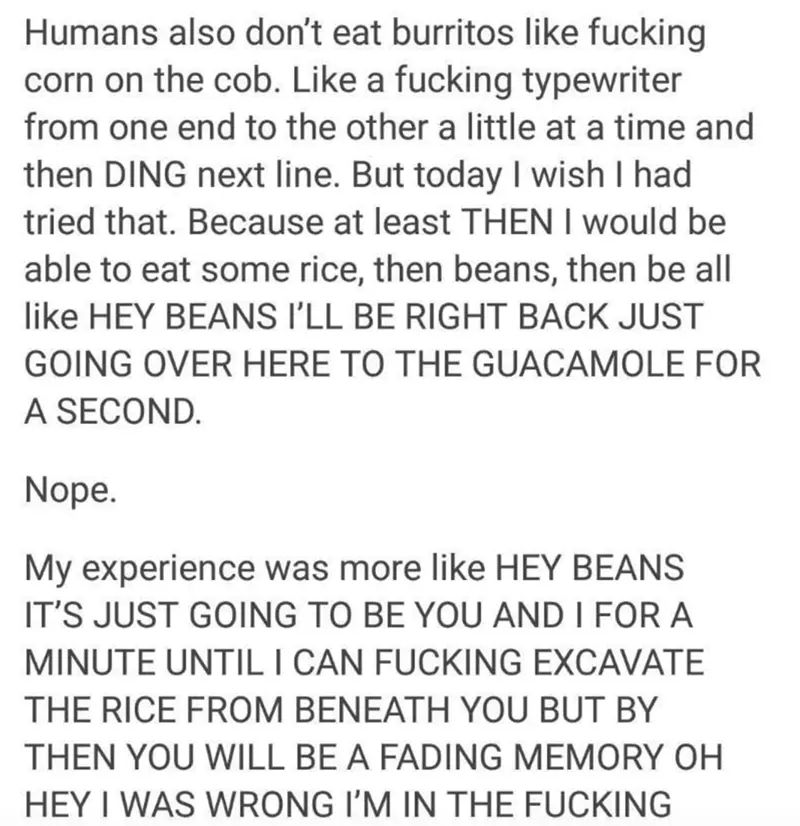 Humans also don't eat burritos like fucking
corn on the cob. Like a fucking typewriter
from one end to the other a little at a time and
then DING next line. But today I wish I had
tried that. Because at least THEN I would be
able to eat some rice, then beans, then be all
like HEY BEANS I'LL BE RIGHT BACK JUST
GOING OVER HERE TO THE GUACAMOLE FOR
A SECOND.
Nope.
My experience was more like HEY BEANS
IT'S JUST GOING TO BE YOU AND I FOR A
MINUTE UNTIL I CAN FUCKING EXCAVATE
THE RICE FROM BENEATH YOU BUT BY
THEN YOU WILL BE A FADING MEMORY OH
HEY I WAS WRONG I'M IN THE FUCKING